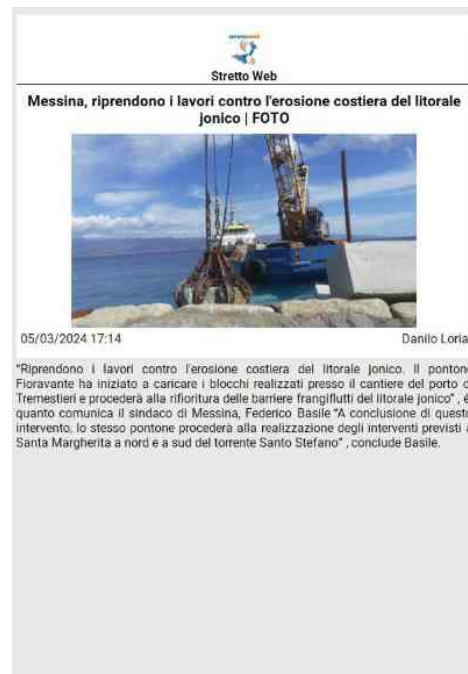 Stretto Web
Messina, riprendono i lavori contro l'erosione costiera del litorale
jonico | FOTO
05/03/2024 17:14
Danilo Loria
"Riprendono i lavori contro l'erosione costiera del litorale jonico. Il pontone
Fioravante ha iniziato a caricare i blocchi realizzati presso il cantiere del porto d
Tremestieri e procederà alla rifioritura delle barriere frangiflutti del litorale jonico" , è
quanto comunica il sindaco di Messina, Federico Basile "A conclusione di questo
intervento, lo stesso pontone procederà alla realizzazione degli interventi previsti a
Santa Margherita a nord e a sud del torrente Santo Stefano" , conclude Basile.